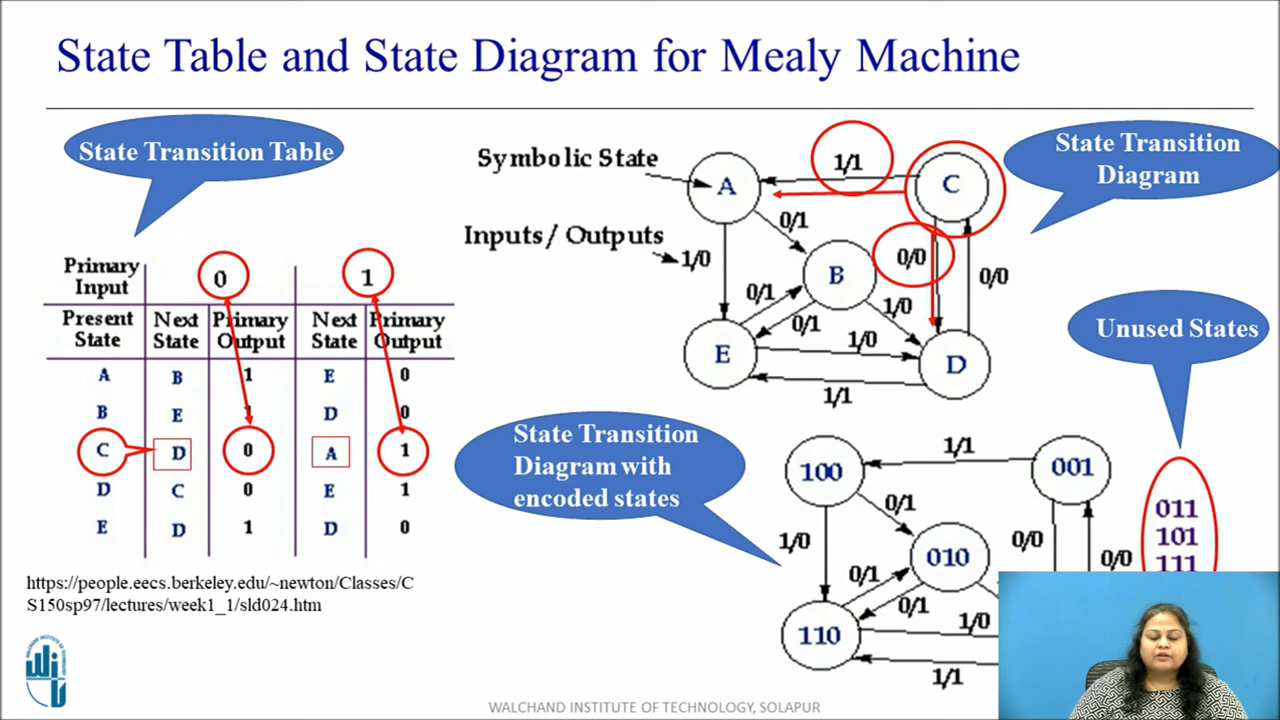 State Table and State Diagram for Mealy Machine
State Transition Table
Primary Input 0 1
Present State Next State Primary Output Next State Primary Output
A B 1 E 0
B E 1 D 0
C D 0 A 1
D C 0 E 1
E D 1 D 0
https://people.eecs.berkeley.edu/~newton/Classes/C
S150sp97/lectures/week1_1/sld024.htm
Symbolic State
Inputs / Outputs
State Transition
Diagram
A
1/1
C
0/1
1/0
B
0/0
0/0
0/1
0/1
1/0
E
1/0
D
1/1
Unused States
State Transition
Diagram with
encoded states
100
1/1
001
0/1
1/0
010
0/0
0/0
0/1
0/1
1/0
110
1/1
011
101
111
WALCHAND INSTITUTE OF TECHNOLOGY, SOLAPUR